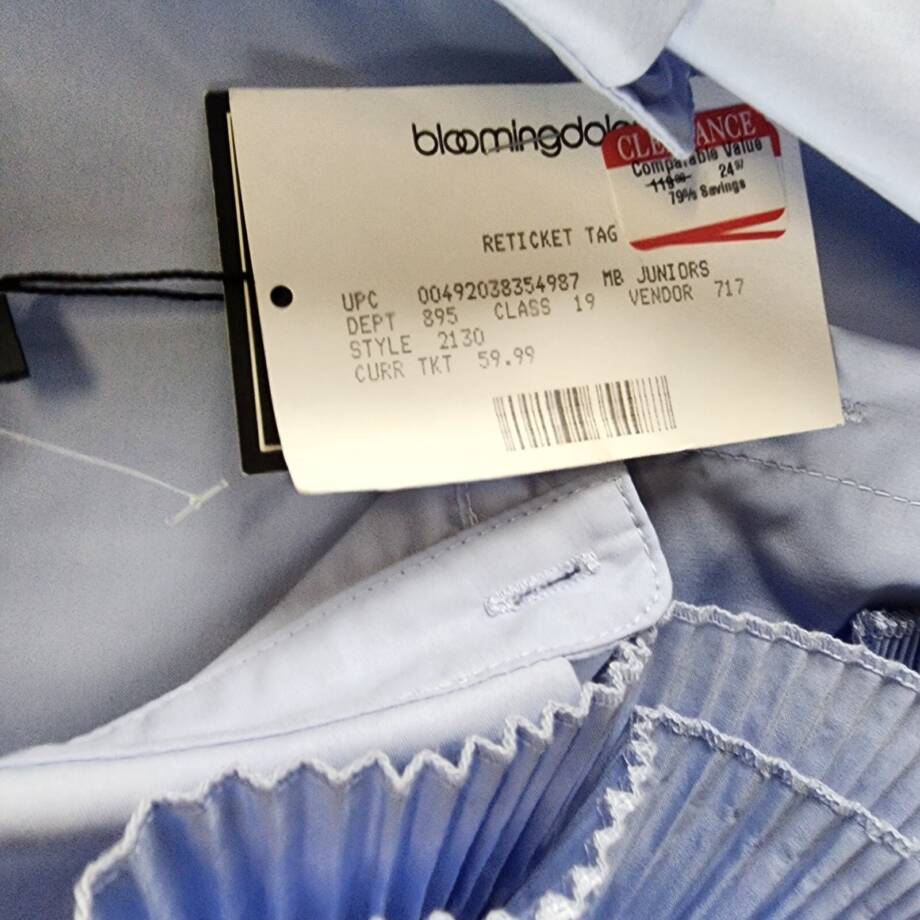 bloomingdale
CLEARANCE
Comparable Value
119.00 24.97
79% Savings
RETICKET TAG
UPC 00492038354987 MB JUNIORS
DEPT 895 CLASS 19 VENDOR 717
STYLE 2130
CURR TKT 59.99